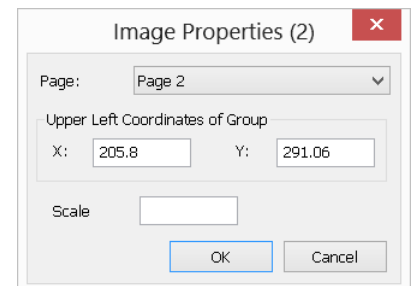 Image Properties (2)
Page: Page 2
Upper Left Coordinates of Group
X: 205.8 Y: 291.06
Scale
OK Cancel